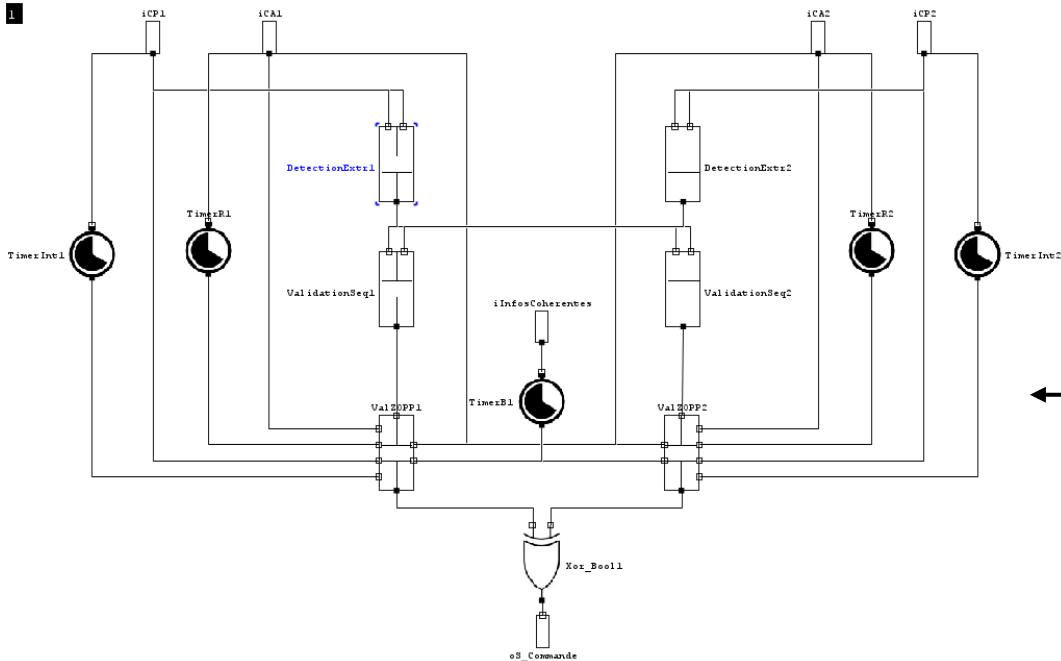 1
iCP1
iCA1
iCA2
iCP2
DetectionExtr1
DetectionExtr2
TimerR1
TimerR2
TimerInt1
TimerInt2
ValidationSeq1
ValidationSeq2
iInfosCoherentes
TimerB1
ValZOPP1
ValZOPP2
Xor_Bool1
oS_Commande